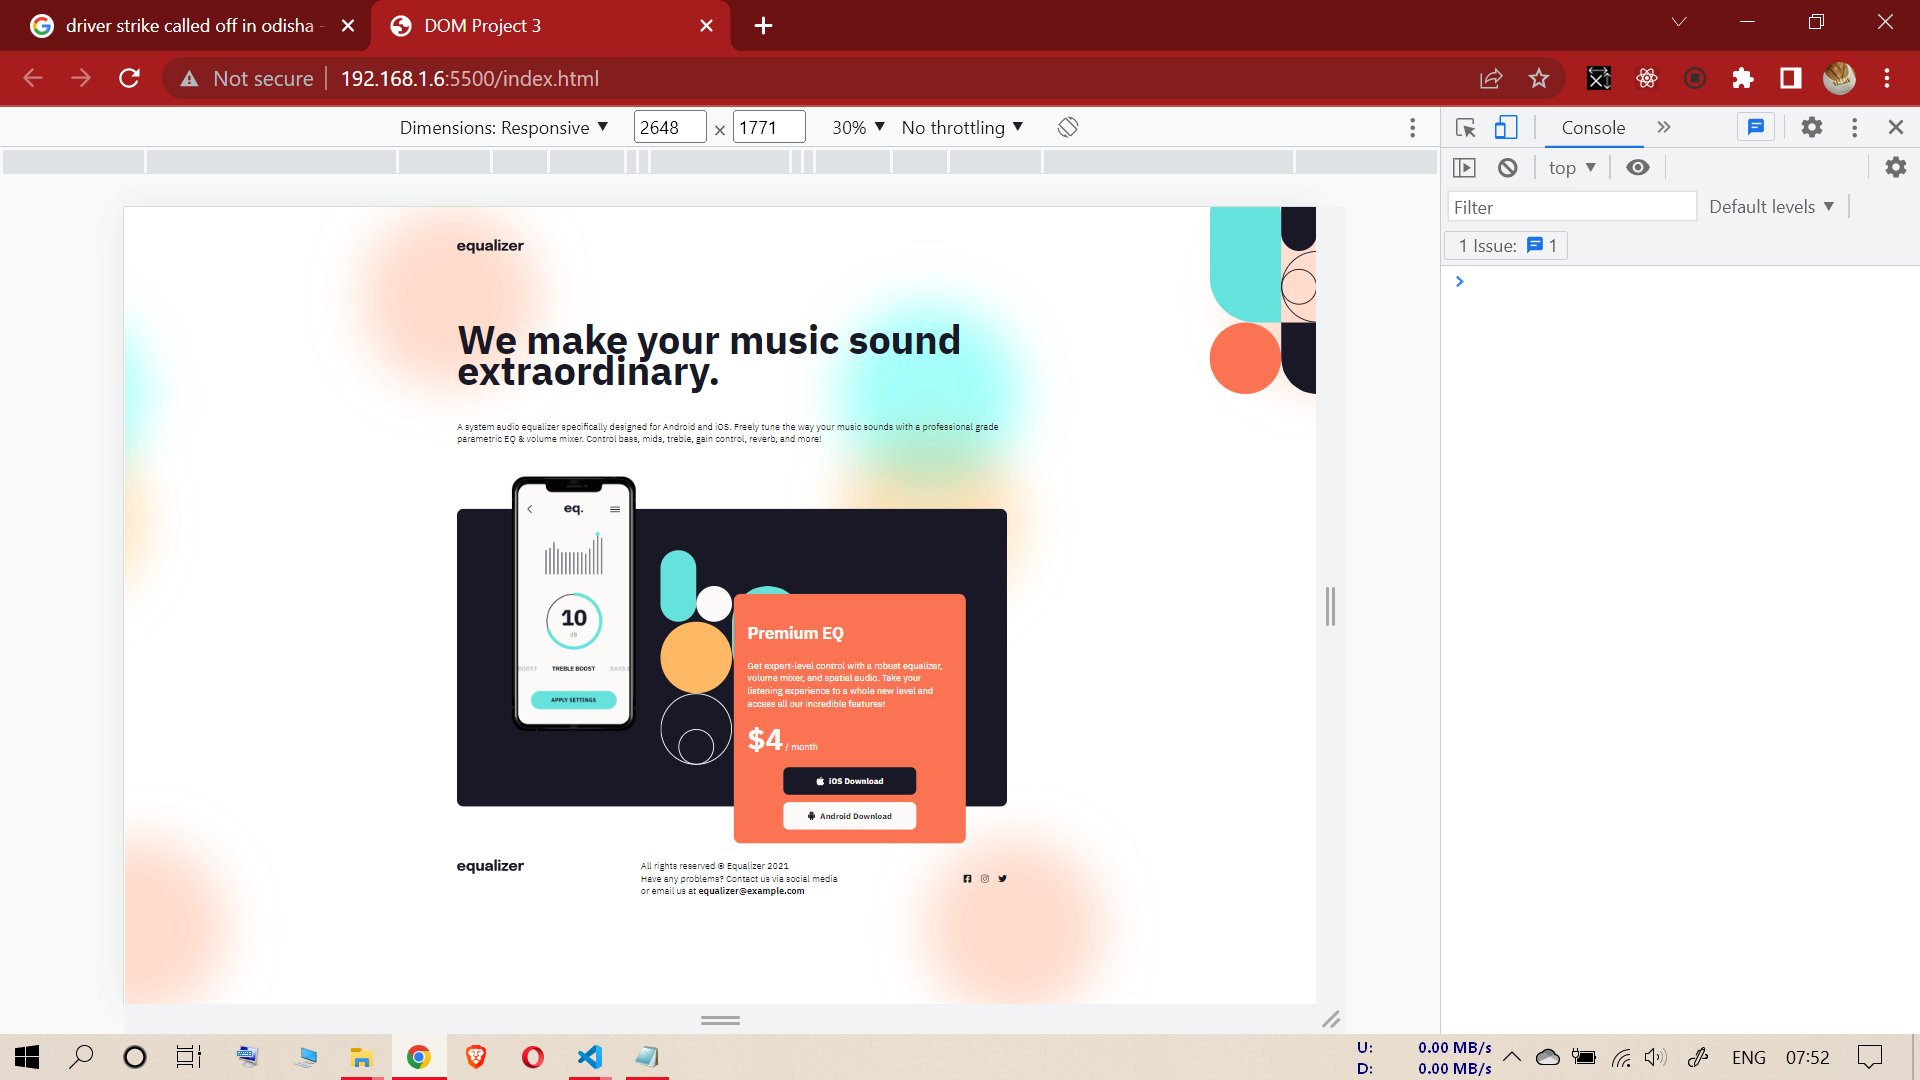 driver strike called off in odisha -
DOM Project 3
Not secure
192.168.1.6:5500/index.html
Dimensions: Responsive
2648
×
1771
30%
No throttling
Console
top
Filter
Default levels
1 Issue:
1
equalizer
We make your music sound
extraordinary.
A system audio equalizer specifically designed for Android and iOS. Freely tune the way your music sounds with a professional grade
parametric EQ & volume mixer. Control bass, mids, treble, gain control, reverb, and more!
eq.
10
dB
BOOST
TREBLE BOOST
APPLY SETTINGS
Premium EQ
Get expert-level control with a robust equalizer,
volume mixer, and spatial audio. Take your
listening experience to a whole new level and
access all our incredible features!
$4 / month
iOS Download
Android Download
equalizer
All rights reserved © Equalizer 2021
Have any problems? Contact us via social media
or email us at equalizer@example.com
U: 0.00 MB/s
D: 0.00 MB/s
ENG
07:52